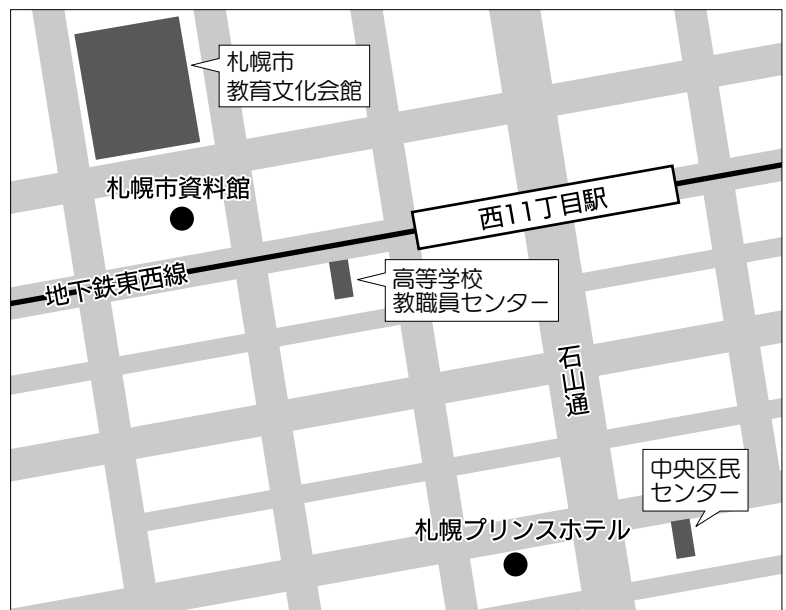 札幌市
教育文化会館
札幌市資料館
西11丁目駅
地下鉄東西線
高等学校
教職員センター
石山通
中央区民
センター
札幌プリンスホテル